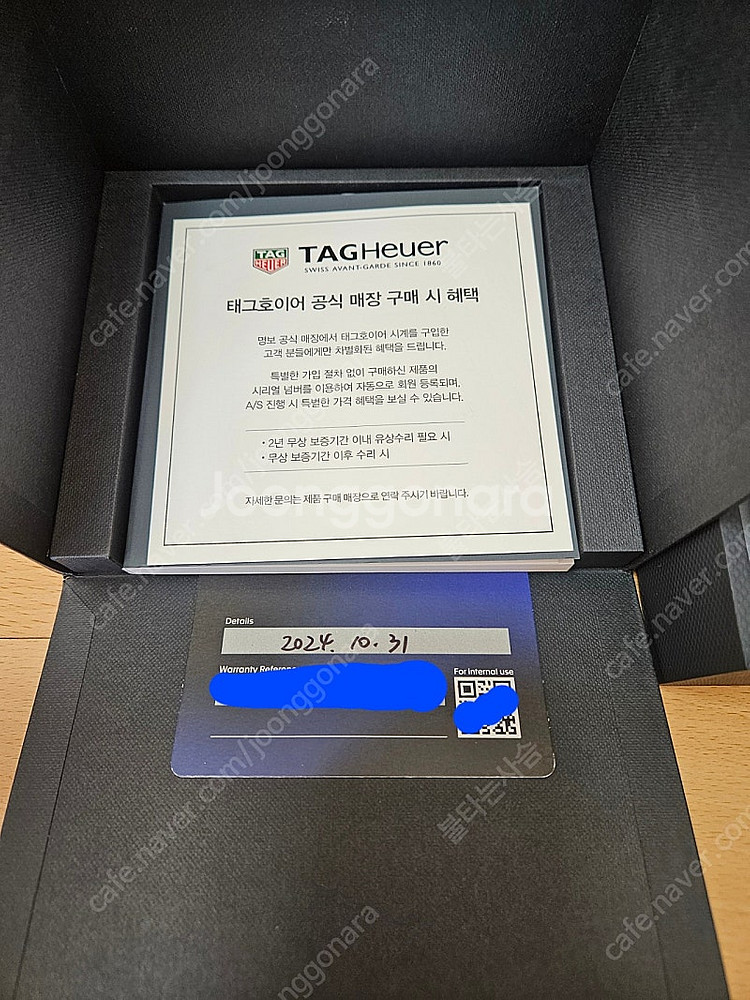 TAG
HEUER
TAGHeuer
SWISS AVANT-GARDE SINCE 1860
태그호이어 공식 매장 구매 시 혜택
명보 공식 매장에서 태그호이어 시계를 구입한
고객 분들에게만 차별화된 혜택을 드립니다.
특별한 가입 절차 없이 구매하신 제품의
시리얼 넘버를 이용하여 자동으로 회원 등록되며,
A/S 진행 시 특별한 가격 혜택을 보실 수 있습니다.
• 2년 무상 보증기간 이내 유상수리 필요 시
• 무상 보증기간 이후 수리 시
자세한 문의는 제품 구매 매장으로 연락 주시기 바랍니다.
Joonggonara
Details
2024. 10. 31
Warranty Reference
For internal use
cafe.naver.com/joonggonara
불타는사슴